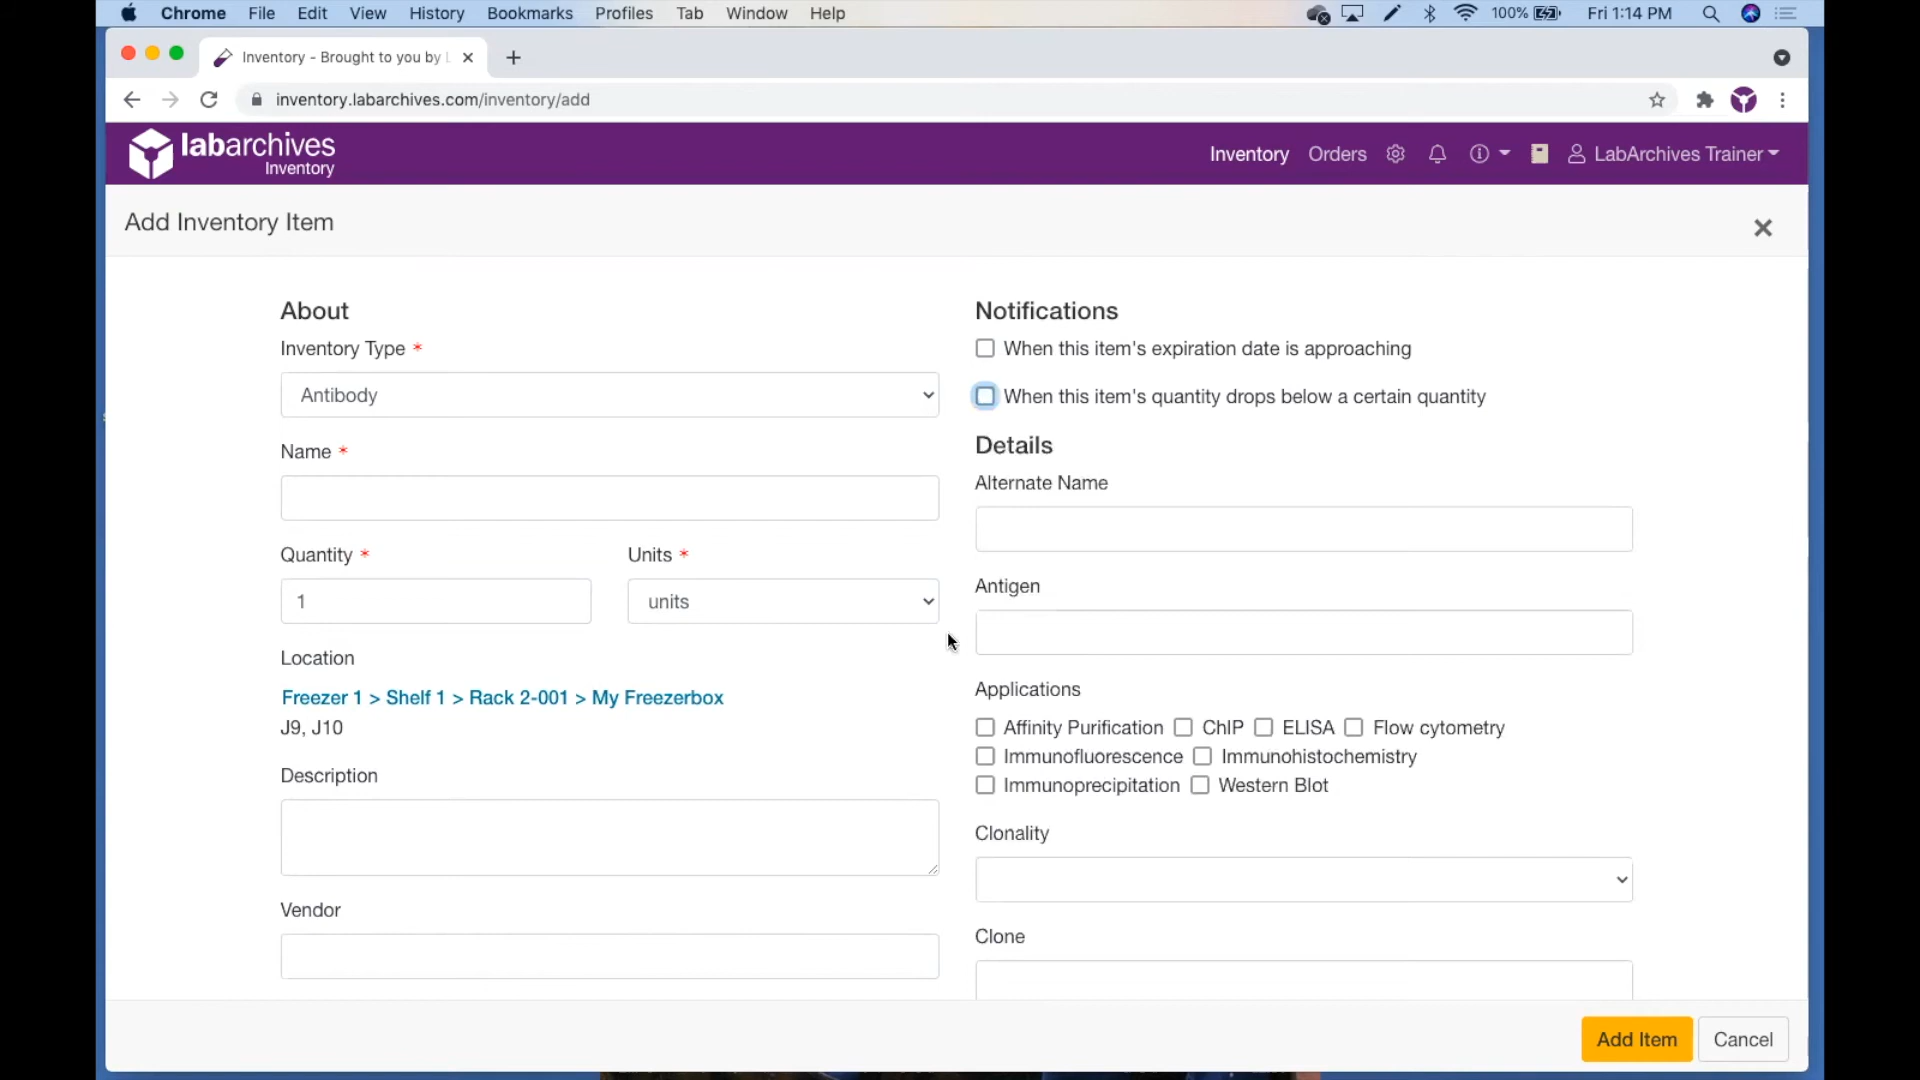 Chrome File Edit View History Bookmarks Profiles Tab Window Help 100% Fri 1:14 PM
Inventory - Brought to you by
inventory.labarchives.com/inventory/add
labarchives
Inventory
Inventory Orders LabArchives Trainer
Add Inventory Item
About
Inventory Type *
Antibody
Name *
Quantity * Units *
1 units
Location
Freezer 1 > Shelf 1 > Rack 2-001 > My Freezerbox
J9, J10
Description
Vendor
Notifications
When this item's expiration date is approaching
When this item's quantity drops below a certain quantity
Details
Alternate Name
Antigen
Applications
Affinity Purification ChIP ELISA Flow cytometry
Immunofluorescence Immunohistochemistry
Immunoprecipitation Western Blot
Clonality
Clone
Add Item Cancel